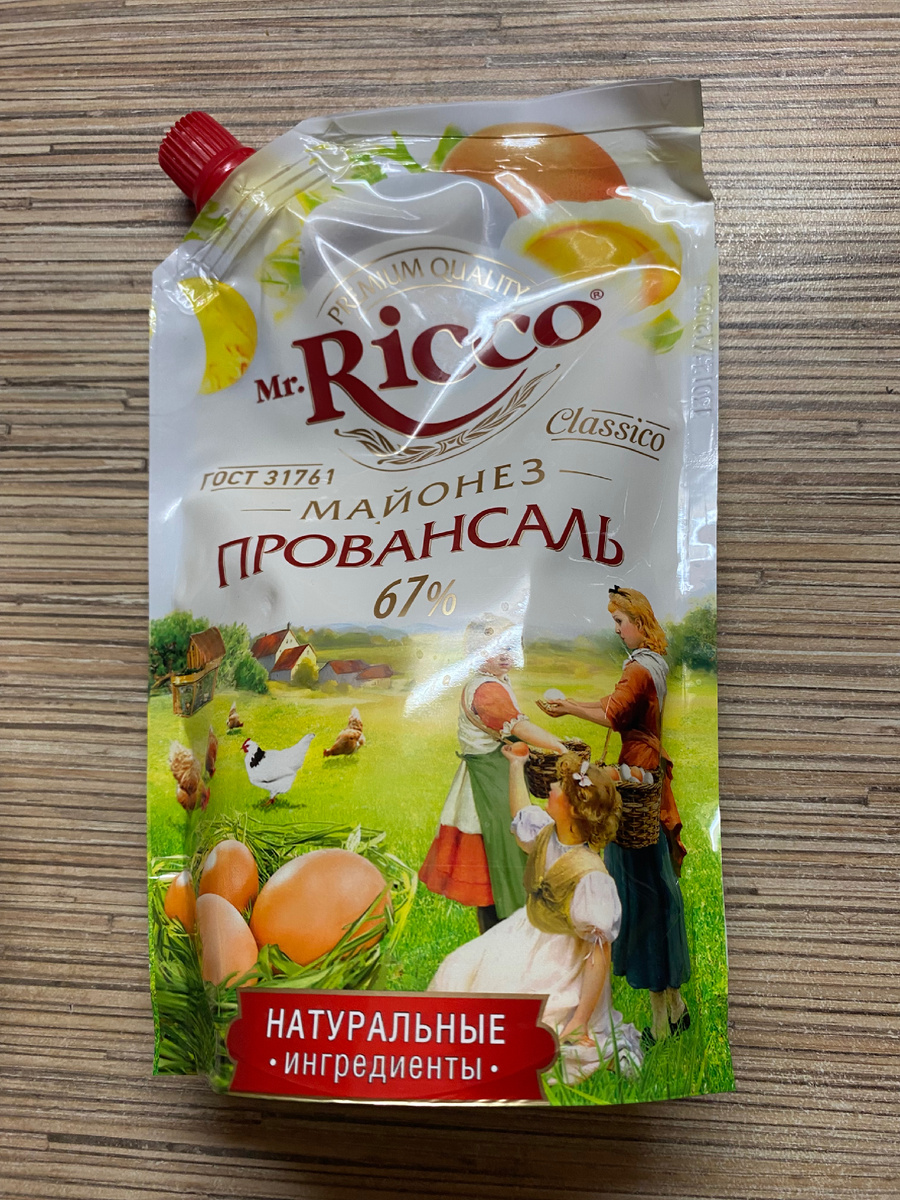 PREMIUM QUALITY
Mr. Ricco®
Classico
ГОСТ 31761
МАЙОНЕЗ
ПРОВАНСАЛЬ
67%
НАТУРАЛЬНЫЕ
•ИНГРЕДИЕНТЫ•